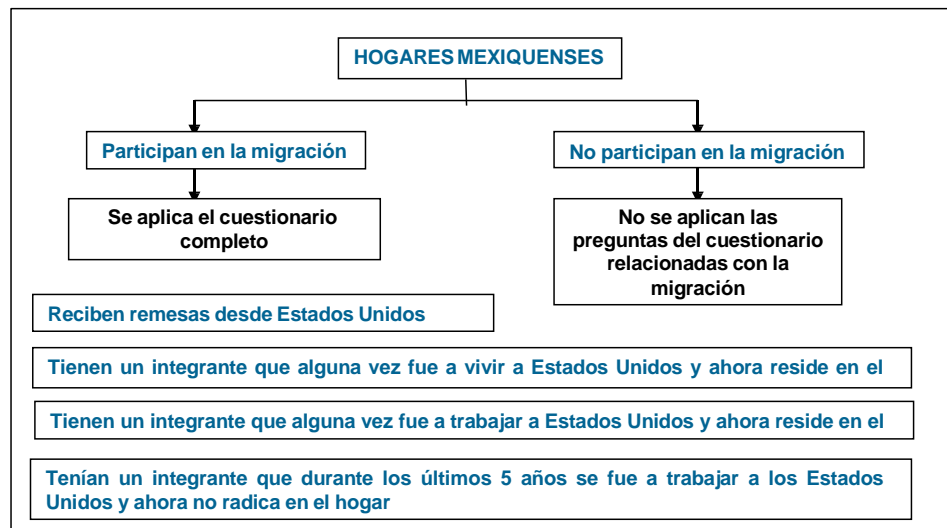 HOGARES MEXIQUENSES
Participan en la migración
No participan en la migración
Se aplica el cuestionario
completo
No se aplican las
preguntas del cuestionario
relacionadas con la
migración
Reciben remesas desde Estados Unidos
Tienen un integrante que alguna vez fue a vivir a Estados Unidos y ahora reside en el
Tienen un integrante que alguna vez fue a trabajar a Estados Unidos y ahora reside en el
Tenían un integrante que durante los últimos 5 años se fue a trabajar a los Estados
Unidos y ahora no radica en el hogar